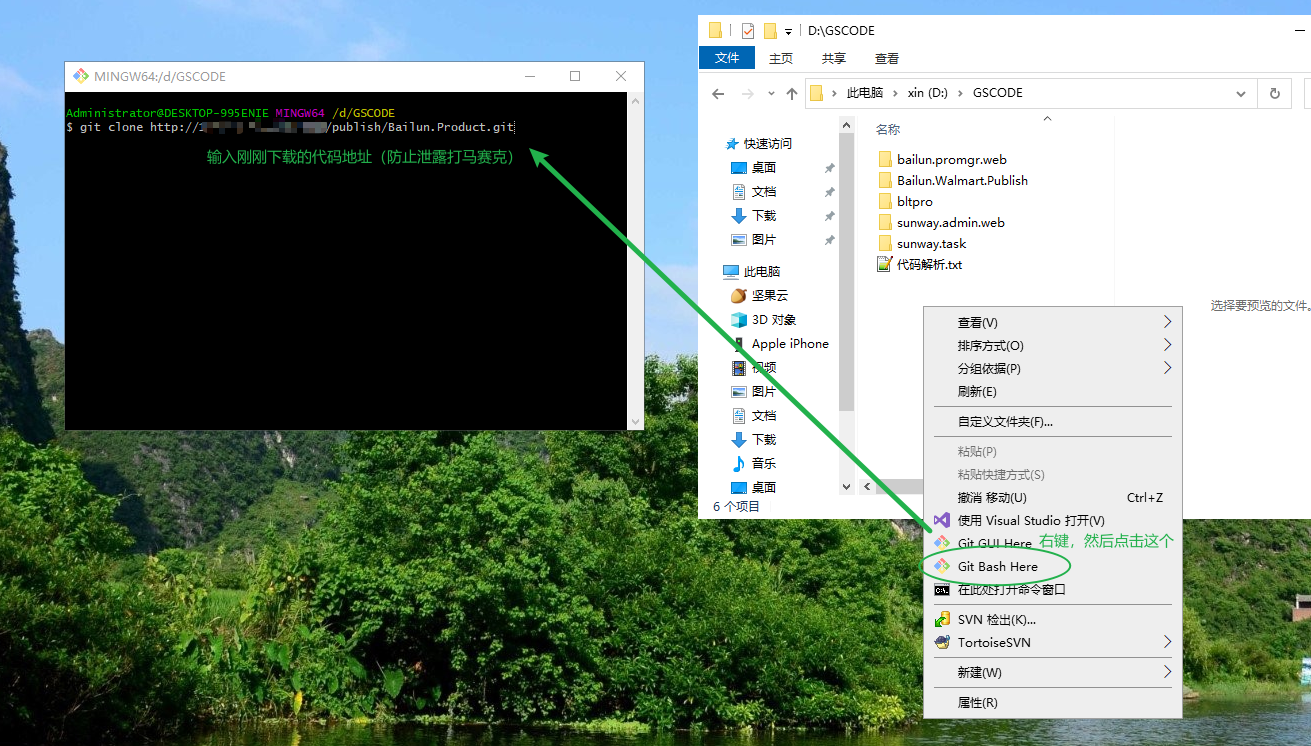 MINGW64:/d/GSCODE
Administrator@DESKTOP-995ENIE MINGW64 /d/GSCODE
$ git clone http://1 /publish/Bailun.Product.git
输入刚刚下载的代码地址（防止泄露打马赛克）
D:\GSCODE
文件 主页 共享 查看
此电脑 xin (D:) GSCODE
快速访问
桌面
文档
下载
图片
此电脑
坚果云
3D 对象
Apple iPhone
视频
图片
文档
下载
音乐
桌面
6 个项目
名称
bailun.promgr.web
Bailun.Walmart.Publish
bltpro
sunway.admin.web
sunway.task
代码解析.txt
选择要预览的文件。
查看(V)
排序方式(O)
分组依据(P)
刷新(E)
自定义文件夹(F)...
粘贴(P)
粘贴快捷方式(S)
撤消 移动(U) Ctrl+Z
使用 Visual Studio 打开(V)
Git GUI Here
右键，然后点击这个
Git Bash Here
在此处打开命令窗口
SVN 检出(K)...
TortoiseSVN
新建(W)
属性(R)